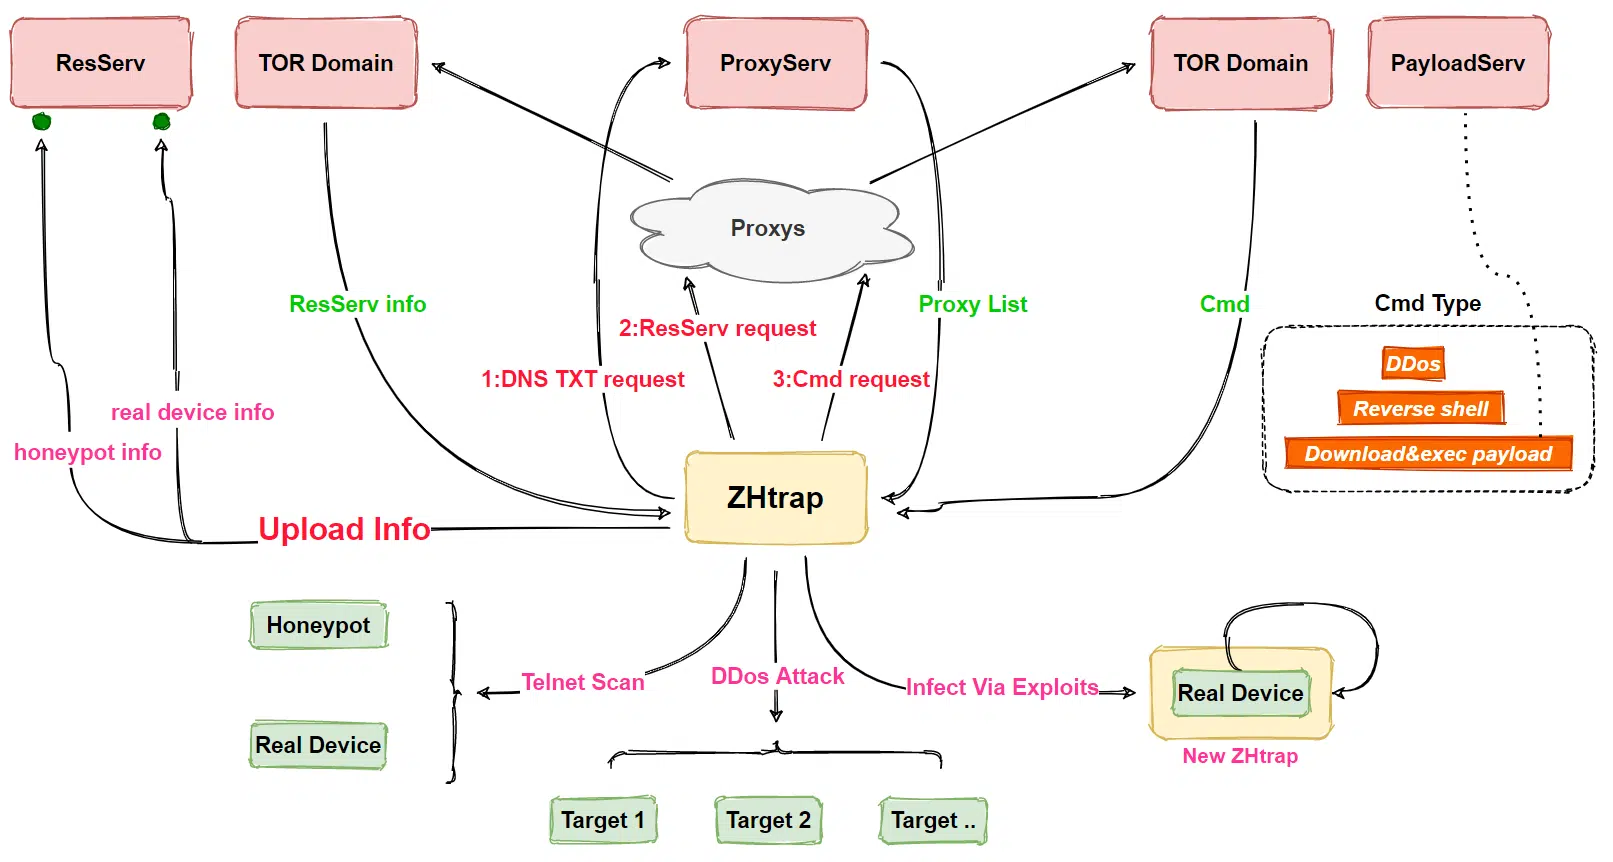 ResServ
TOR Domain
ProxyServ
TOR Domain
PayloadServ
Proxys
ResServ info
Proxy List
Cmd
Cmd Type
2:ResServ request
DDos
1:DNS TXT request
3:Cmd request
real device info
Reverse shell
honeypot info
Download&exec payload
ZHtrap
Upload Info
Honeypot
Telnet Scan
DDos Attack
Infect Via Exploits
Real Device
Real Device
New ZHtrap
Target 1
Target 2
Target ..